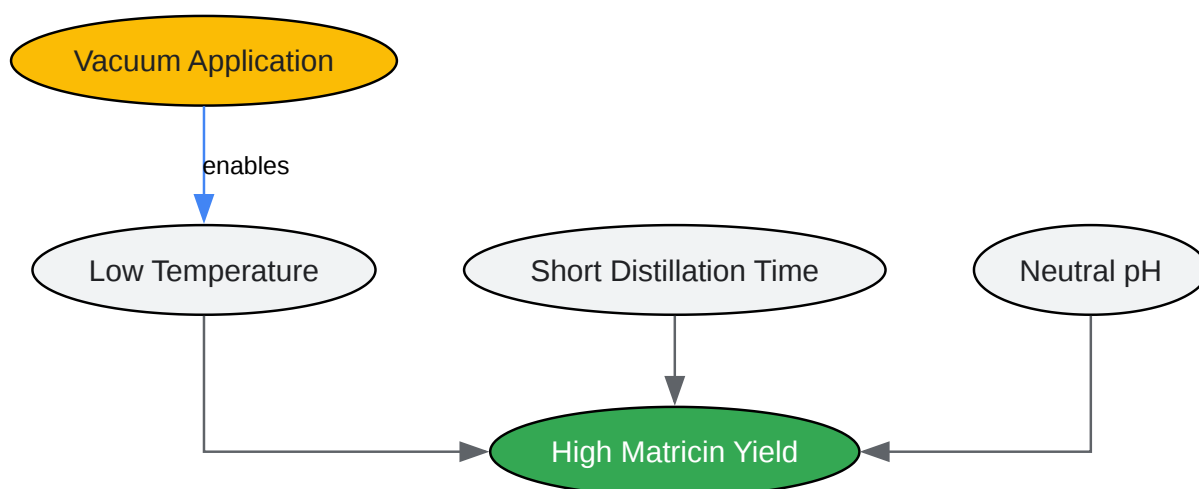 Vacuum Application
enables
Low Temperature
Short Distillation Time
Neutral pH
High Matricin Yield